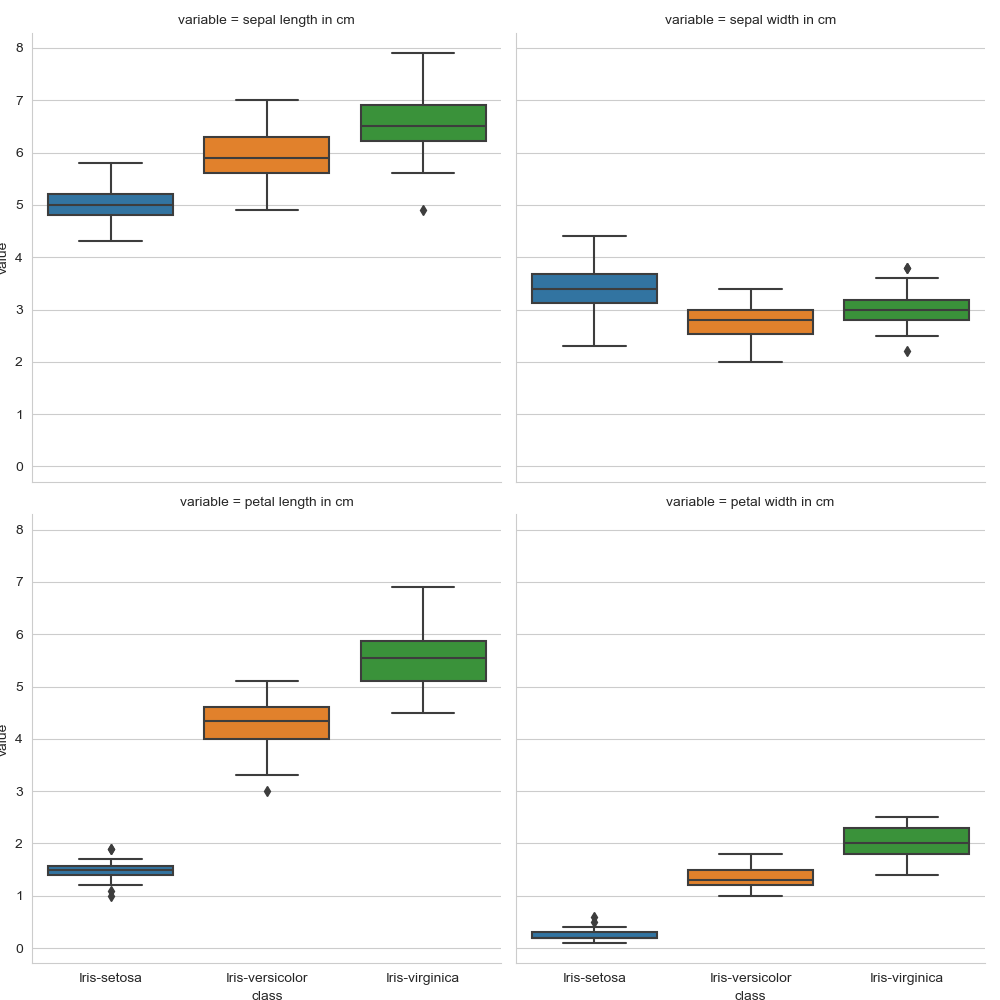 variable = sepal length in cm
variable = sepal width in cm
8
7
6
5
4
3
2
1
0
value
variable = petal length in cm
variable = petal width in cm
8
7
6
5
4
3
2
1
0
value
Iris-setosa Iris-versicolor Iris-virginica
class
Iris-setosa Iris-versicolor Iris-virginica
class